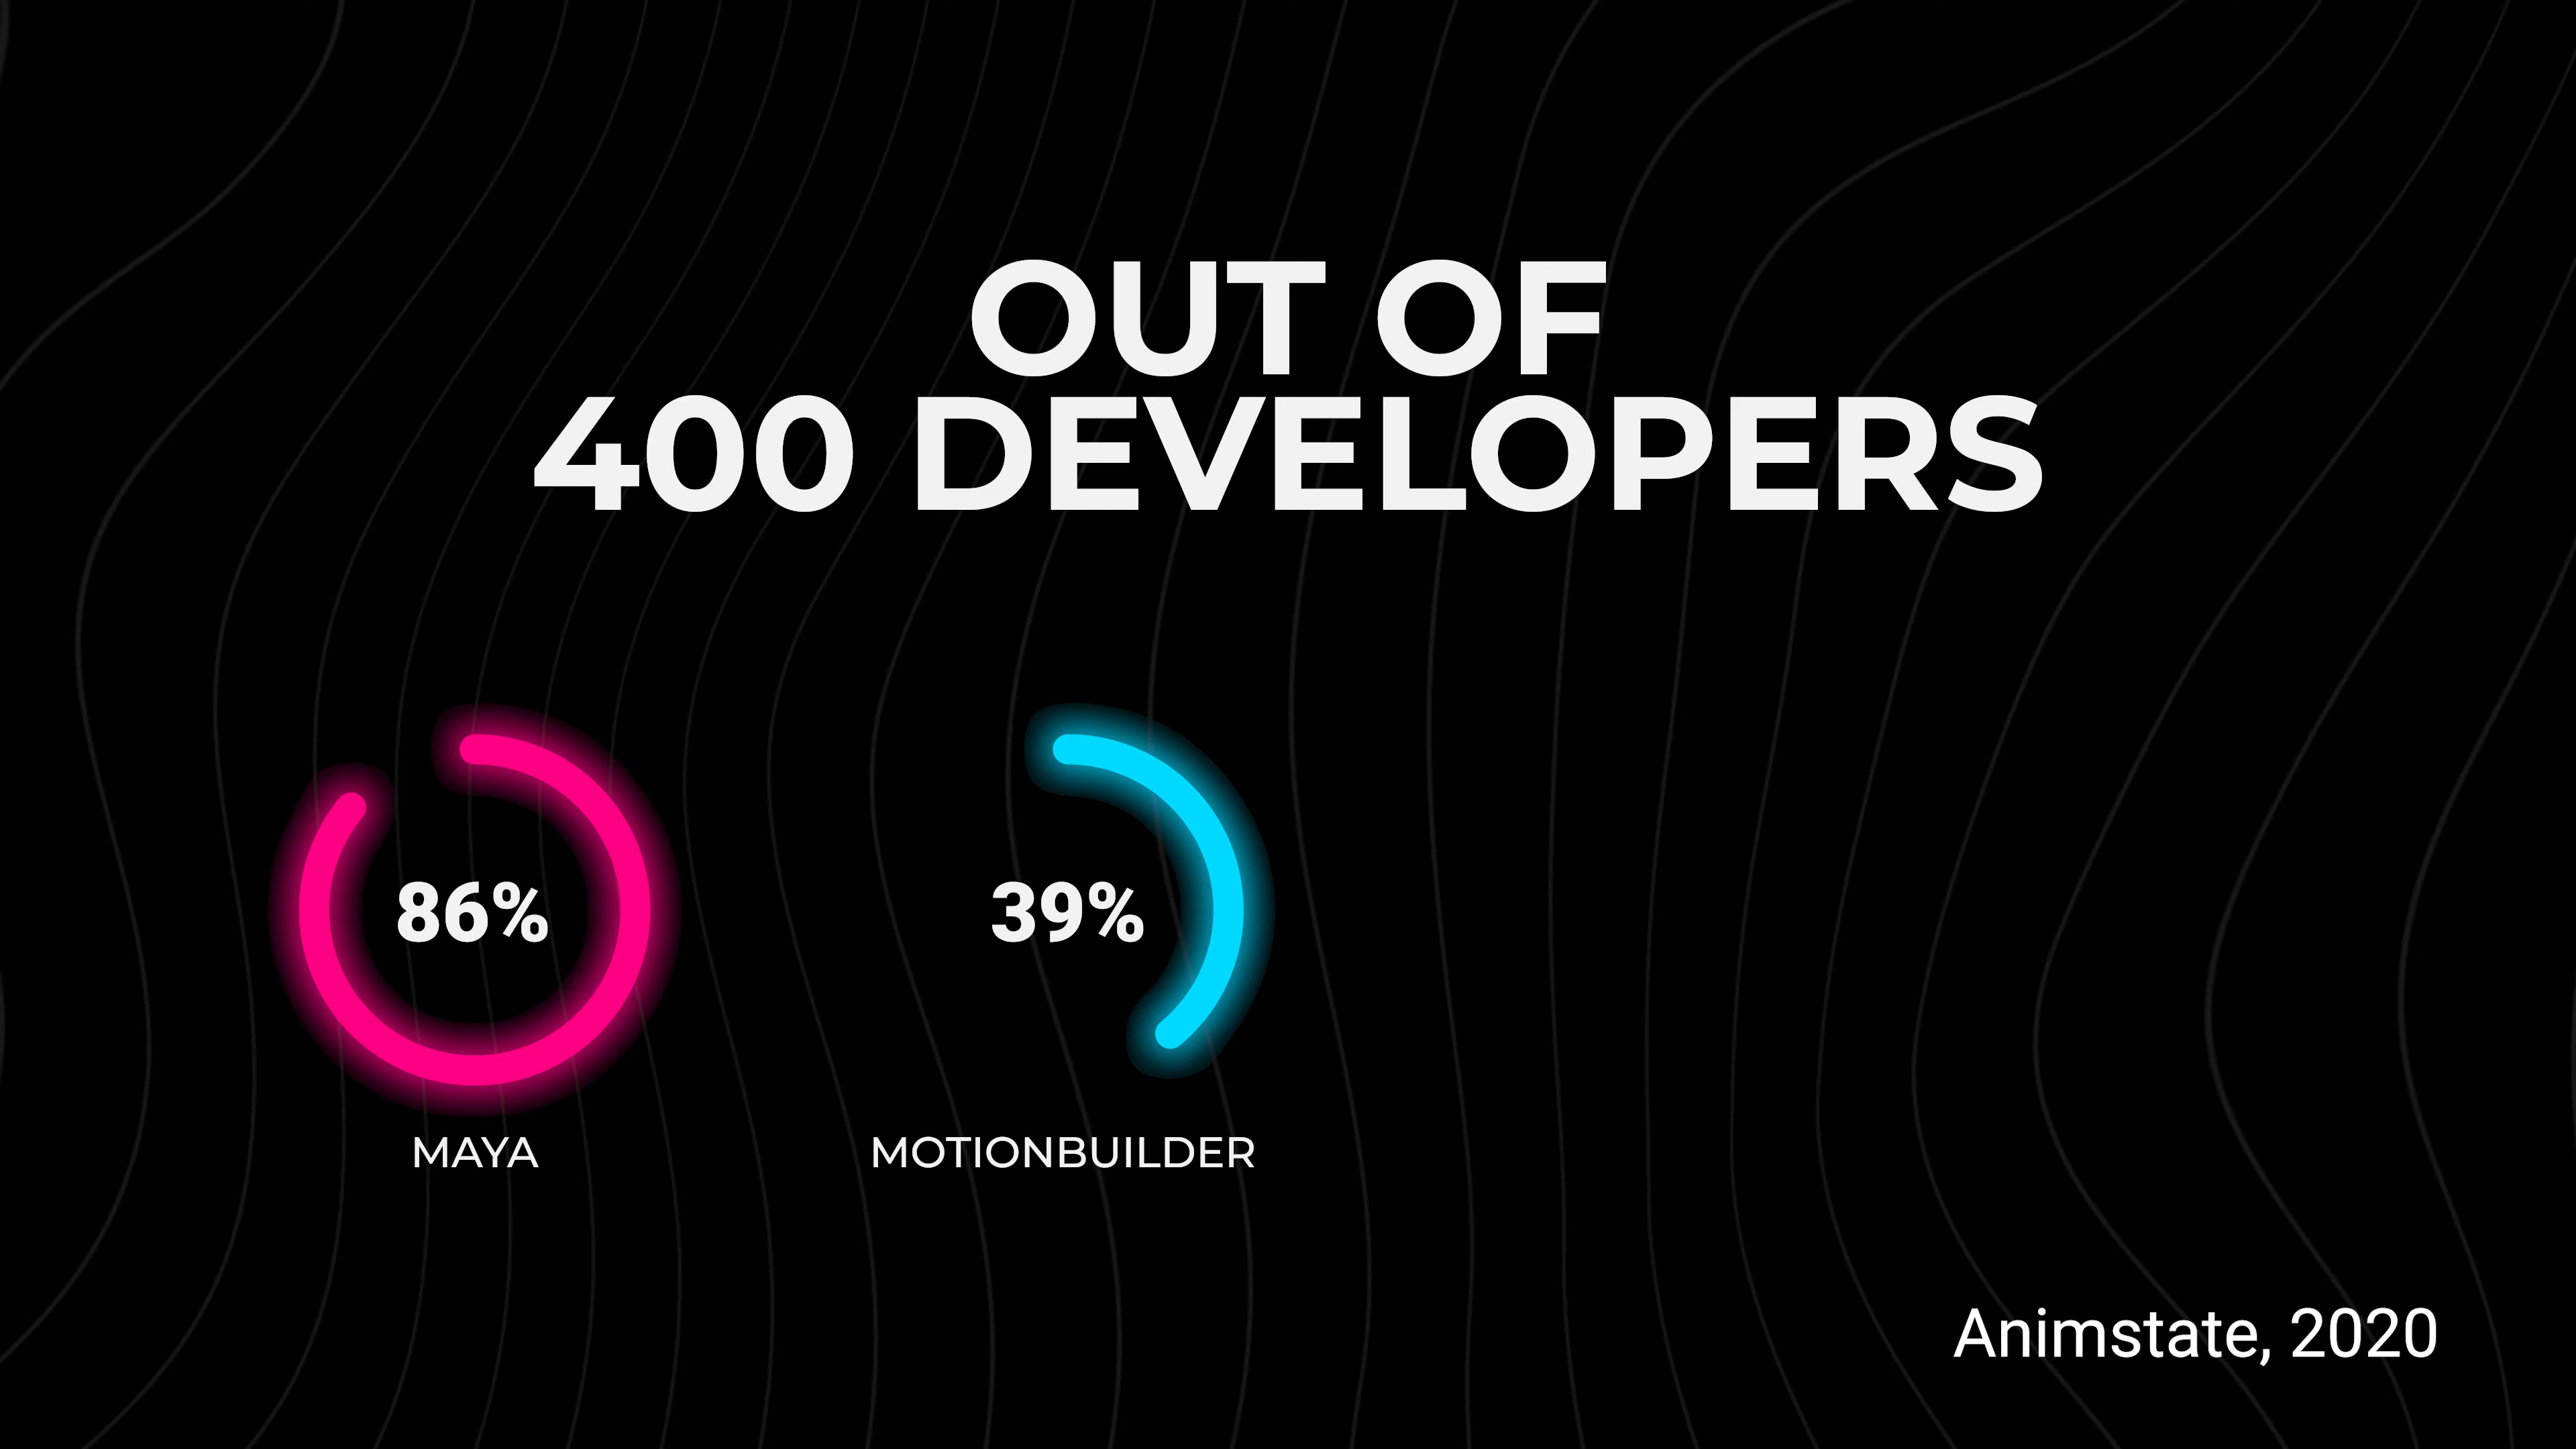 OUT OF
400 DEVELOPERS
86%
39%
MAYA
MOTIONBUILDER
Animstate, 2020